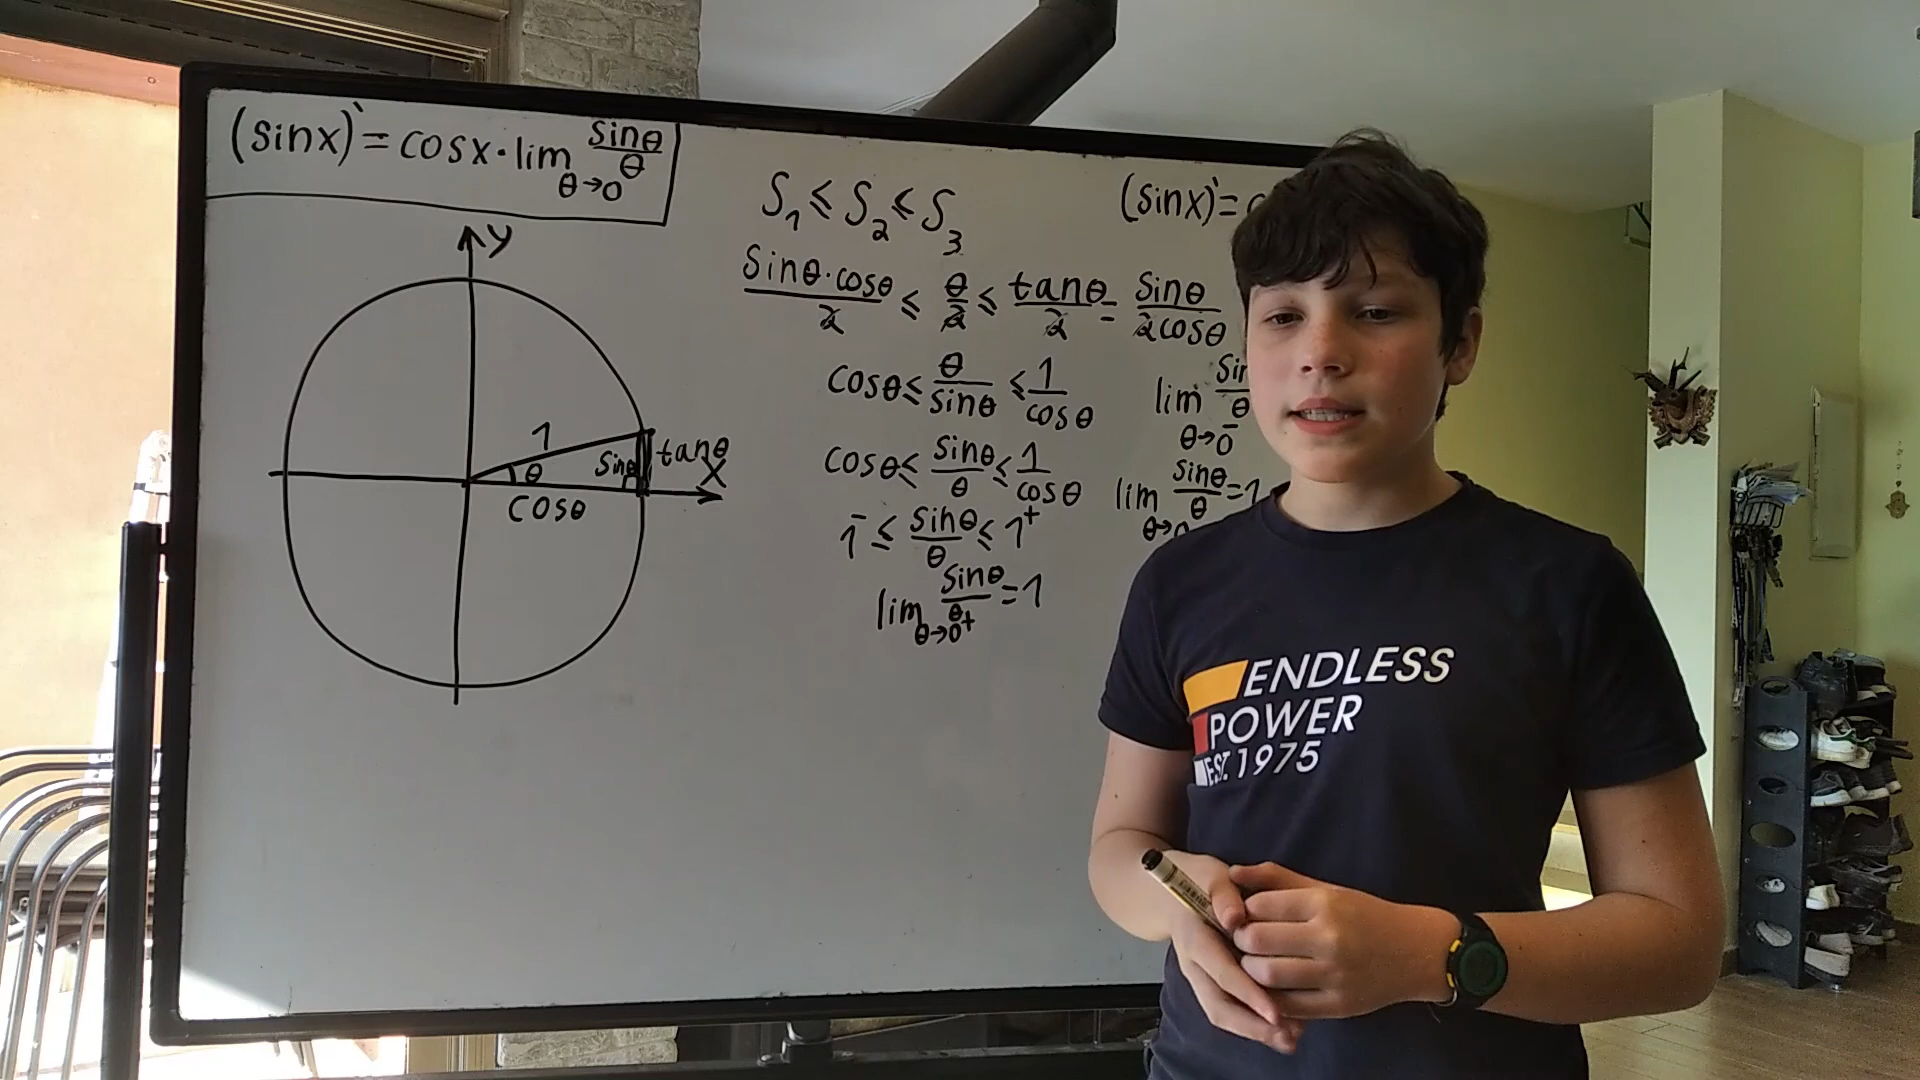 (sinx)`=cosx·lim θ→0 sinθ/θ
y
1
θ
sinθ
tanθ
x
cosθ
S₁≤S₂≤S₃
sinθ·cosθ/2 ≤ θ/2 ≤ tanθ/2 = sinθ/2cosθ
cosθ≤ θ/sinθ ≤ 1/cosθ
cosθ≤ sinθ/θ ≤ 1/cosθ
1⁻≤ sinθ/θ ≤1⁺
lim θ→0⁺ sinθ/θ =1
(sinx)`=
lim θ→0⁻
lim θ→0 sinθ/θ =1
ENDLESS
POWER
EST. 1975